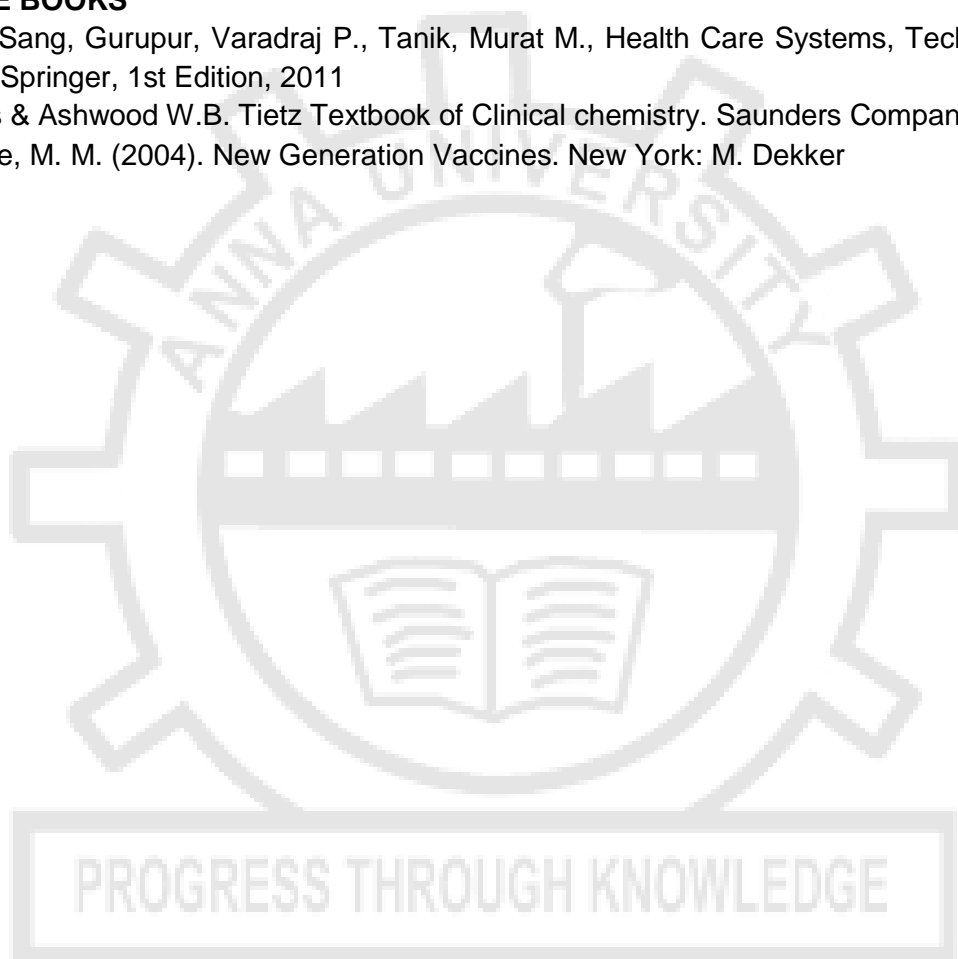 E BOOKS
Sang, Gurupur, Varadraj P., Tanik, Murat M., Health Care Systems, Tech
Springer, 1st Edition, 2011
s & Ashwood W.B. Tietz Textbook of Clinical chemistry. Saunders Compan
e, M. M. (2004). New Generation Vaccines. New York: M. Dekker
ANNA UNIVERSITY
PROGRESS THROUGH KNOWLEDGE